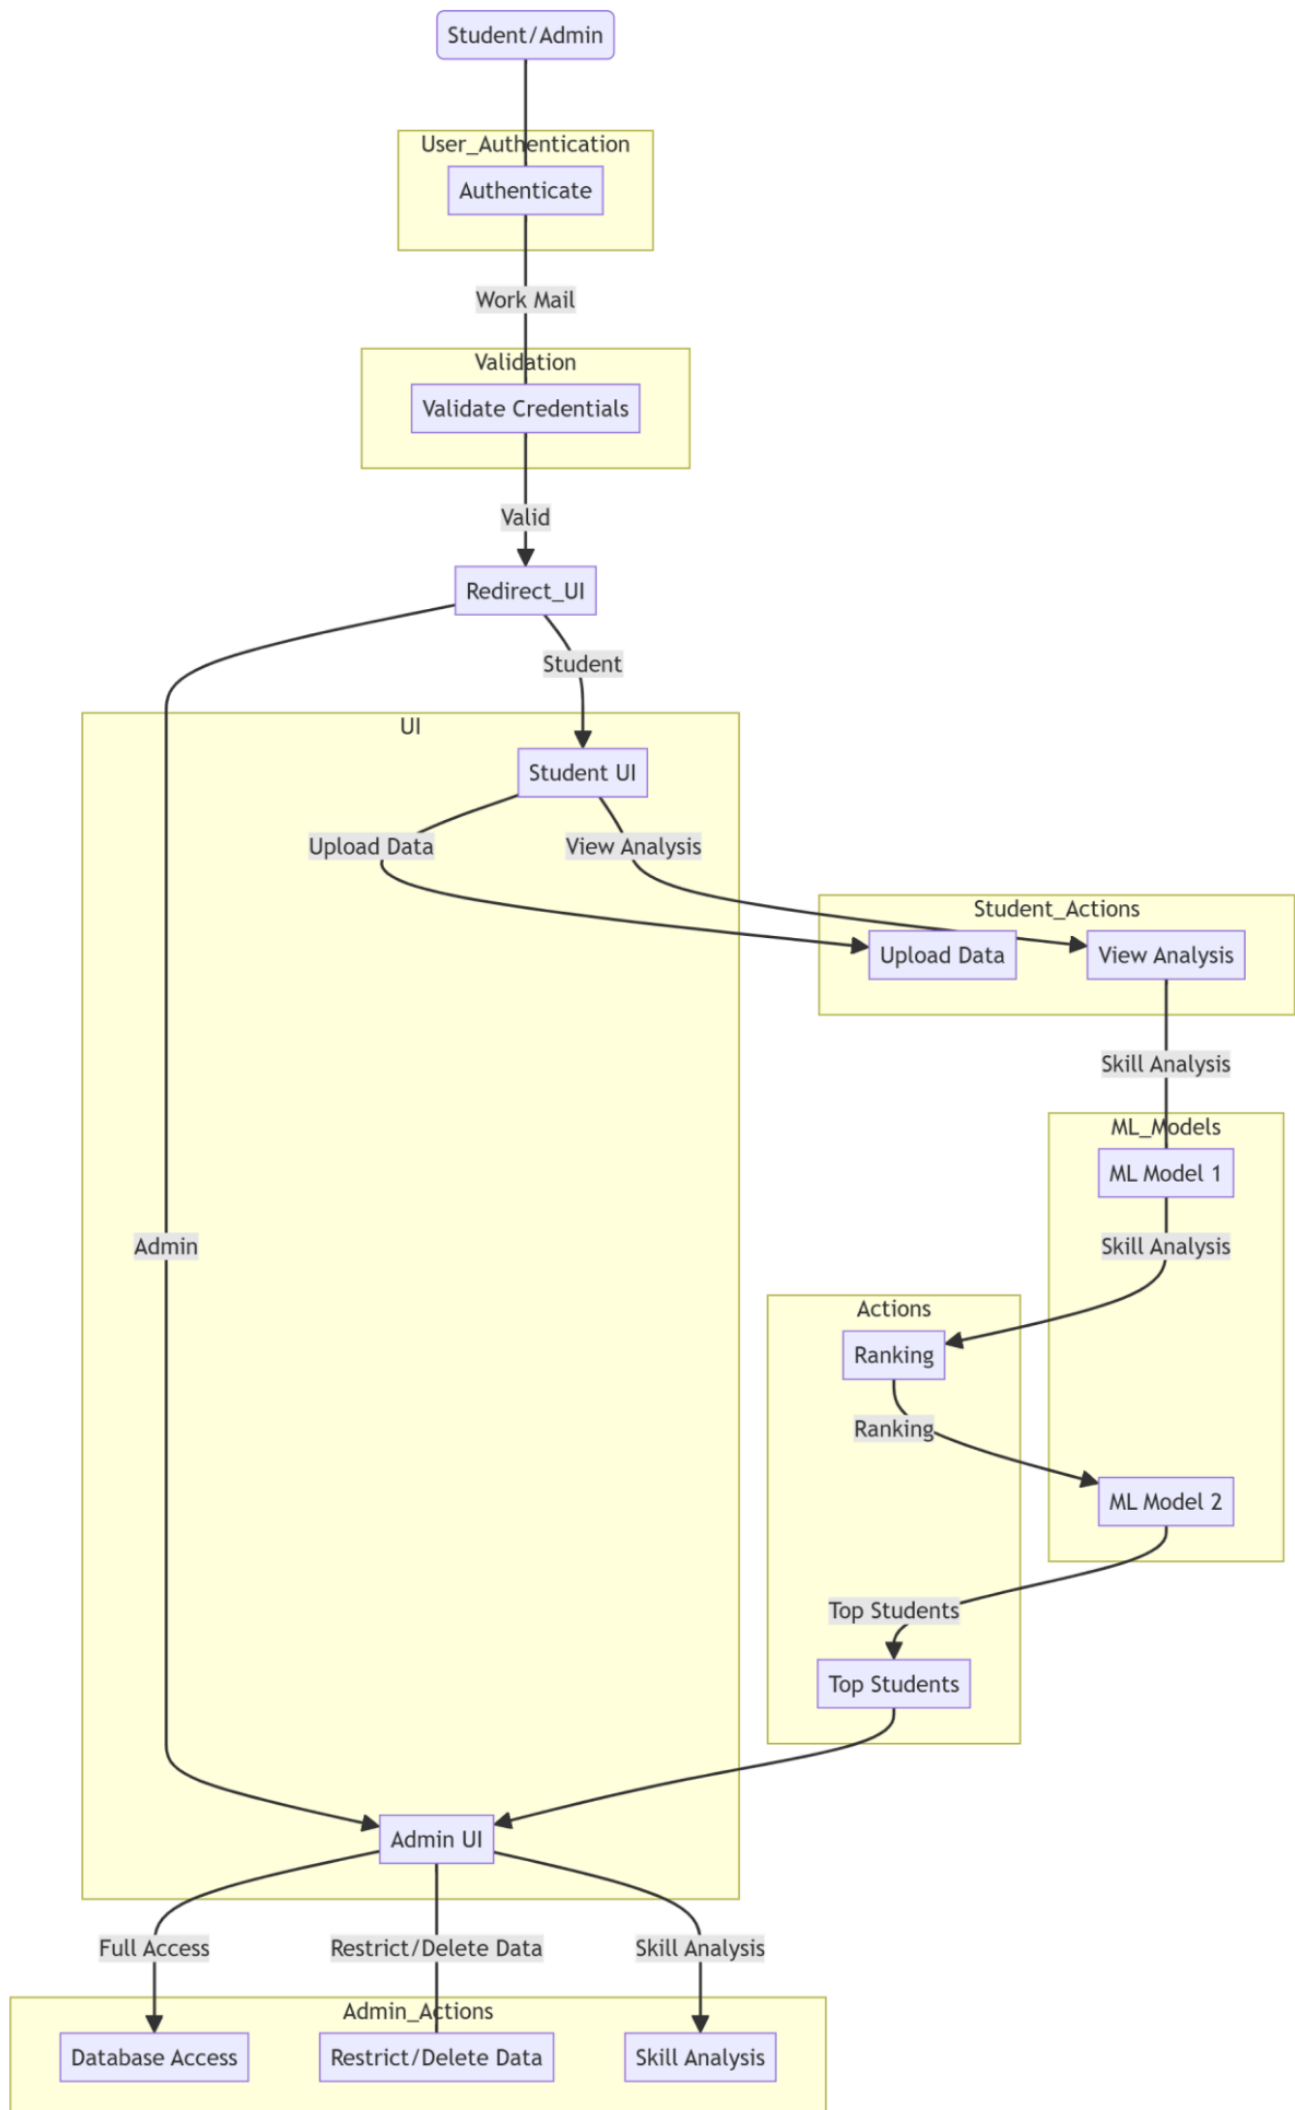 Student/Admin
User_Authentication
Authenticate
Work Mail
Validation
Validate Credentials
Valid
Redirect_UI
Student
UI
Student UI
Upload Data
View Analysis
Student_Actions
Upload Data
View Analysis
Skill Analysis
ML_Models
ML Model 1
Admin
Skill Analysis
Actions
Ranking
Ranking
ML Model 2
Top Students
Top Students
Admin UI
Full Access
Restrict/Delete Data
Skill Analysis
Admin_Actions
Database Access
Restrict/Delete Data
Skill Analysis